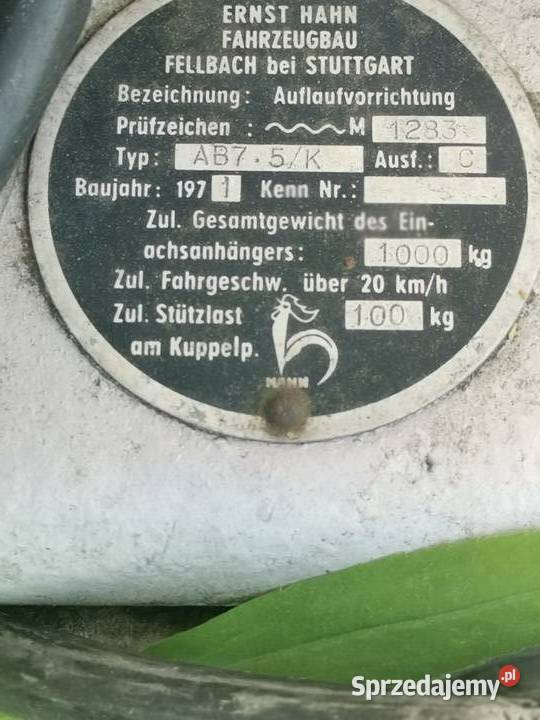 ERNST HAHN
FAHRZEUGBAU
FELLBACH bei STUTTGART
Bezeichnung: Auflaufvorrichtung
Prüfzeichen: M 1283
Typ: AB7.5/K Ausf.: C
Baujahr: 1971 Kenn Nr.:
Zul. Gesamtgewicht des Ein-
achsanhängers: 1000 kg
Zul. Fahrgeschw. über 20 km/h
Zul. Stützlast 100 kg
am Kuppelp.
HAHN
Sprzedajemy.pl